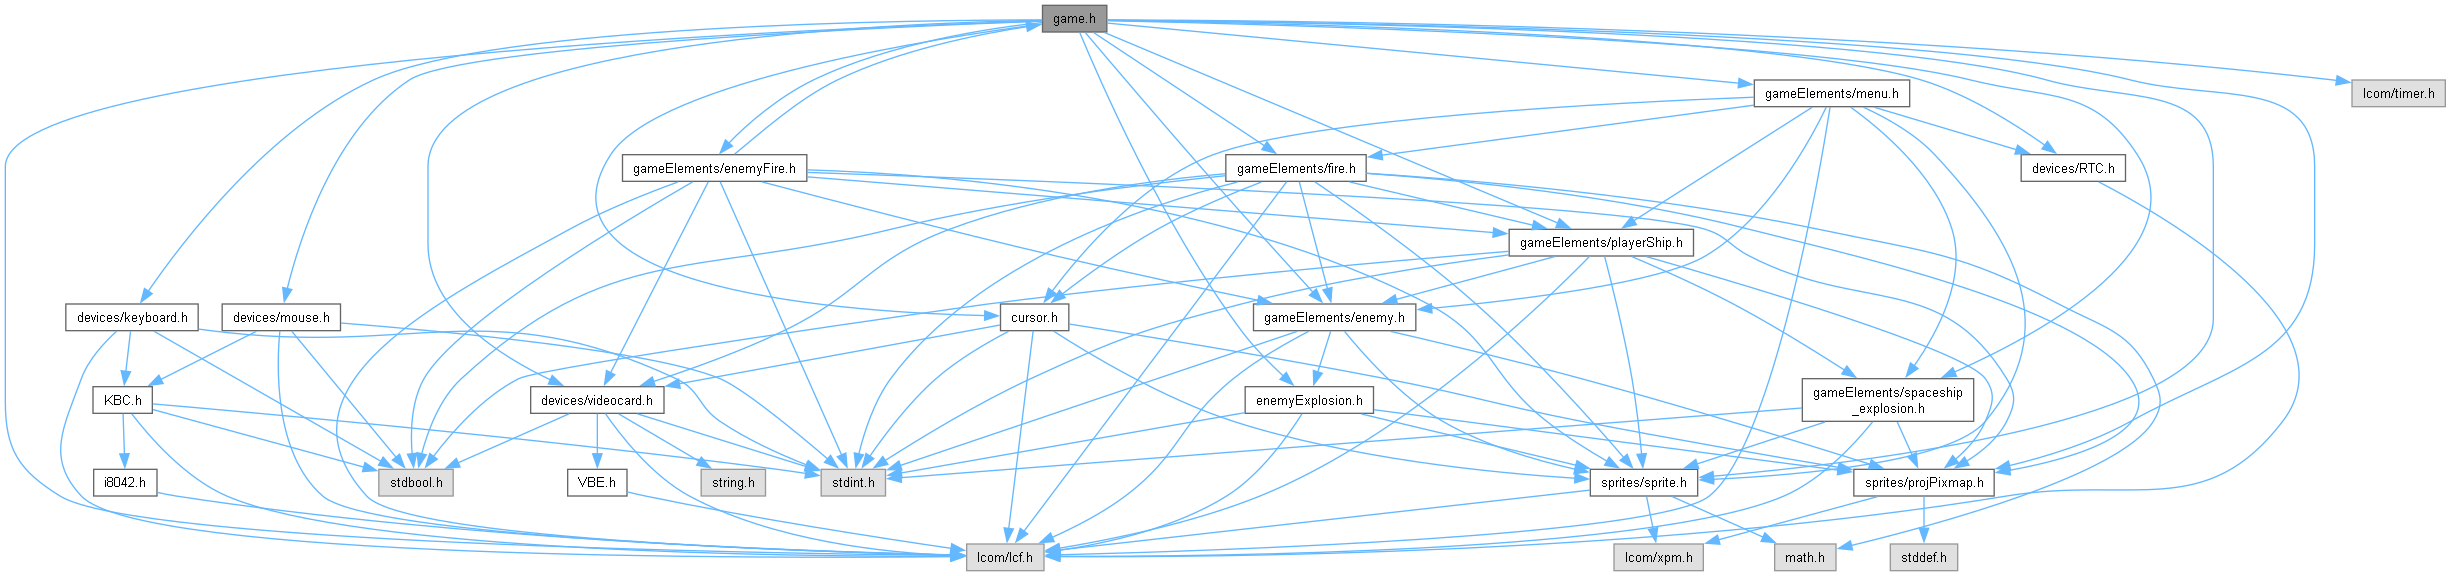 game.h
gameElements/menu.h
lcom/timer.h
gameElements/enemyFire.h
gameElements/fire.h
devices/RTC.h
gameElements/playerShip.h
devices/keyboard.h
devices/mouse.h
cursor.h
gameElements/enemy.h
KBC.h
devices/videocard.h
enemyExplosion.h
gameElements/spaceship
_explosion.h
i8042.h
stdbool.h
VBE.h
string.h
stdint.h
sprites/sprite.h
sprites/projPixmap.h
lcom/lcf.h
lcom/xpm.h
math.h
stddef.h